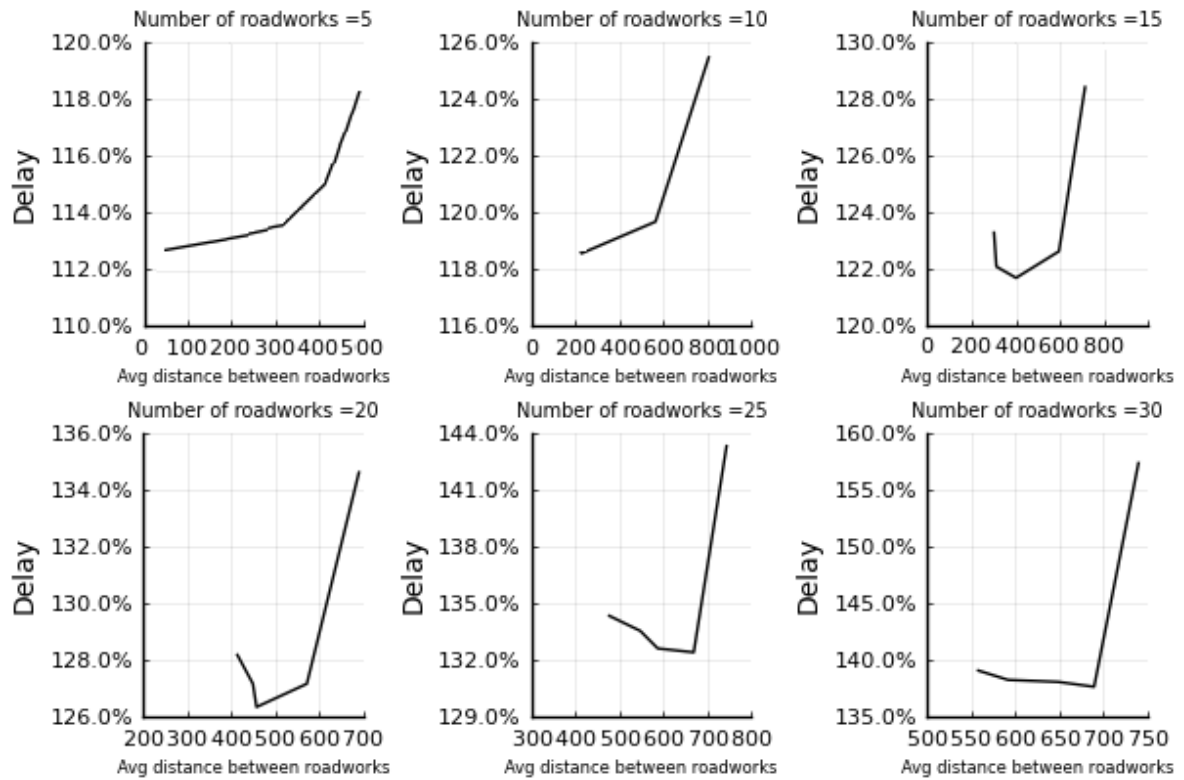 Number of roadworks =5
120.0%
118.0%
116.0%
114.0%
112.0%
110.0%
Delay
0 100 200 300 400 500
Avg distance between roadworks
Number of roadworks =10
126.0%
124.0%
122.0%
120.0%
118.0%
116.0%
Delay
0 200 400 600 800 1000
Avg distance between roadworks
Number of roadworks =15
130.0%
128.0%
126.0%
124.0%
122.0%
120.0%
Delay
0 200 400 600 800
Avg distance between roadworks
Number of roadworks =20
136.0%
134.0%
132.0%
130.0%
128.0%
126.0%
Delay
200 300 400 500 600 700
Avg distance between roadworks
Number of roadworks =25
144.0%
141.0%
138.0%
135.0%
132.0%
129.0%
Delay
300 400 500 600 700 800
Avg distance between roadworks
Number of roadworks =30
160.0%
155.0%
150.0%
145.0%
140.0%
135.0%
Delay
500 550 600 650 700 750
Avg distance between roadworks